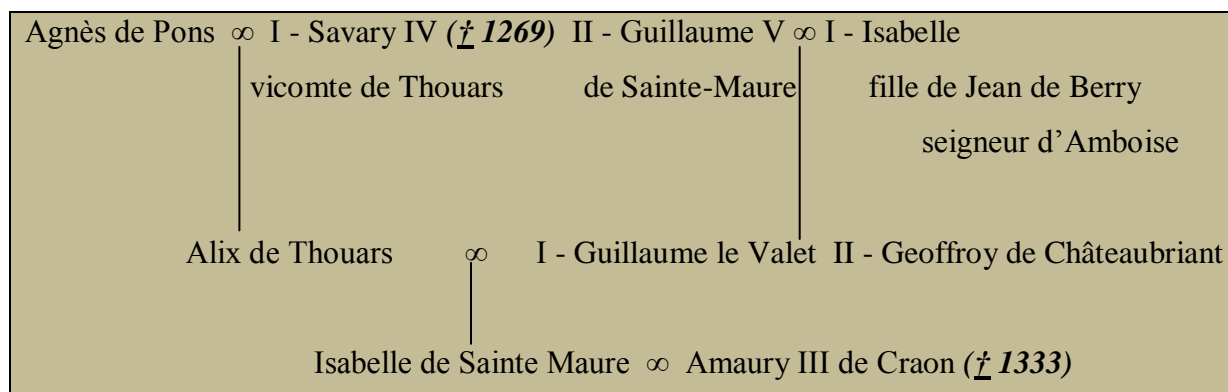 Agnès de Pons ∞ I - Savary IV († 1269) II - Guillaume V ∞ I - Isabelle
vicomte de Thouars de Sainte-Maure fille de Jean de Berry
seigneur d’Amboise
Alix de Thouars ∞ I - Guillaume le Valet II - Geoffroy de Châteaubriant
Isabelle de Sainte Maure ∞ Amaury III de Craon († 1333)